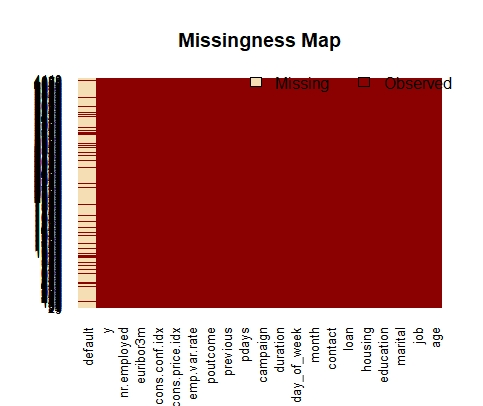 Missingness Map
Missing
Observed
default
y
nr.employed
euribor3m
cons.conf.idx
cons.price.idx
emp.var.rate
poutcome
previous
pdays
campaign
duration
day_of_week
month
contact
loan
housing
education
marital
job
age